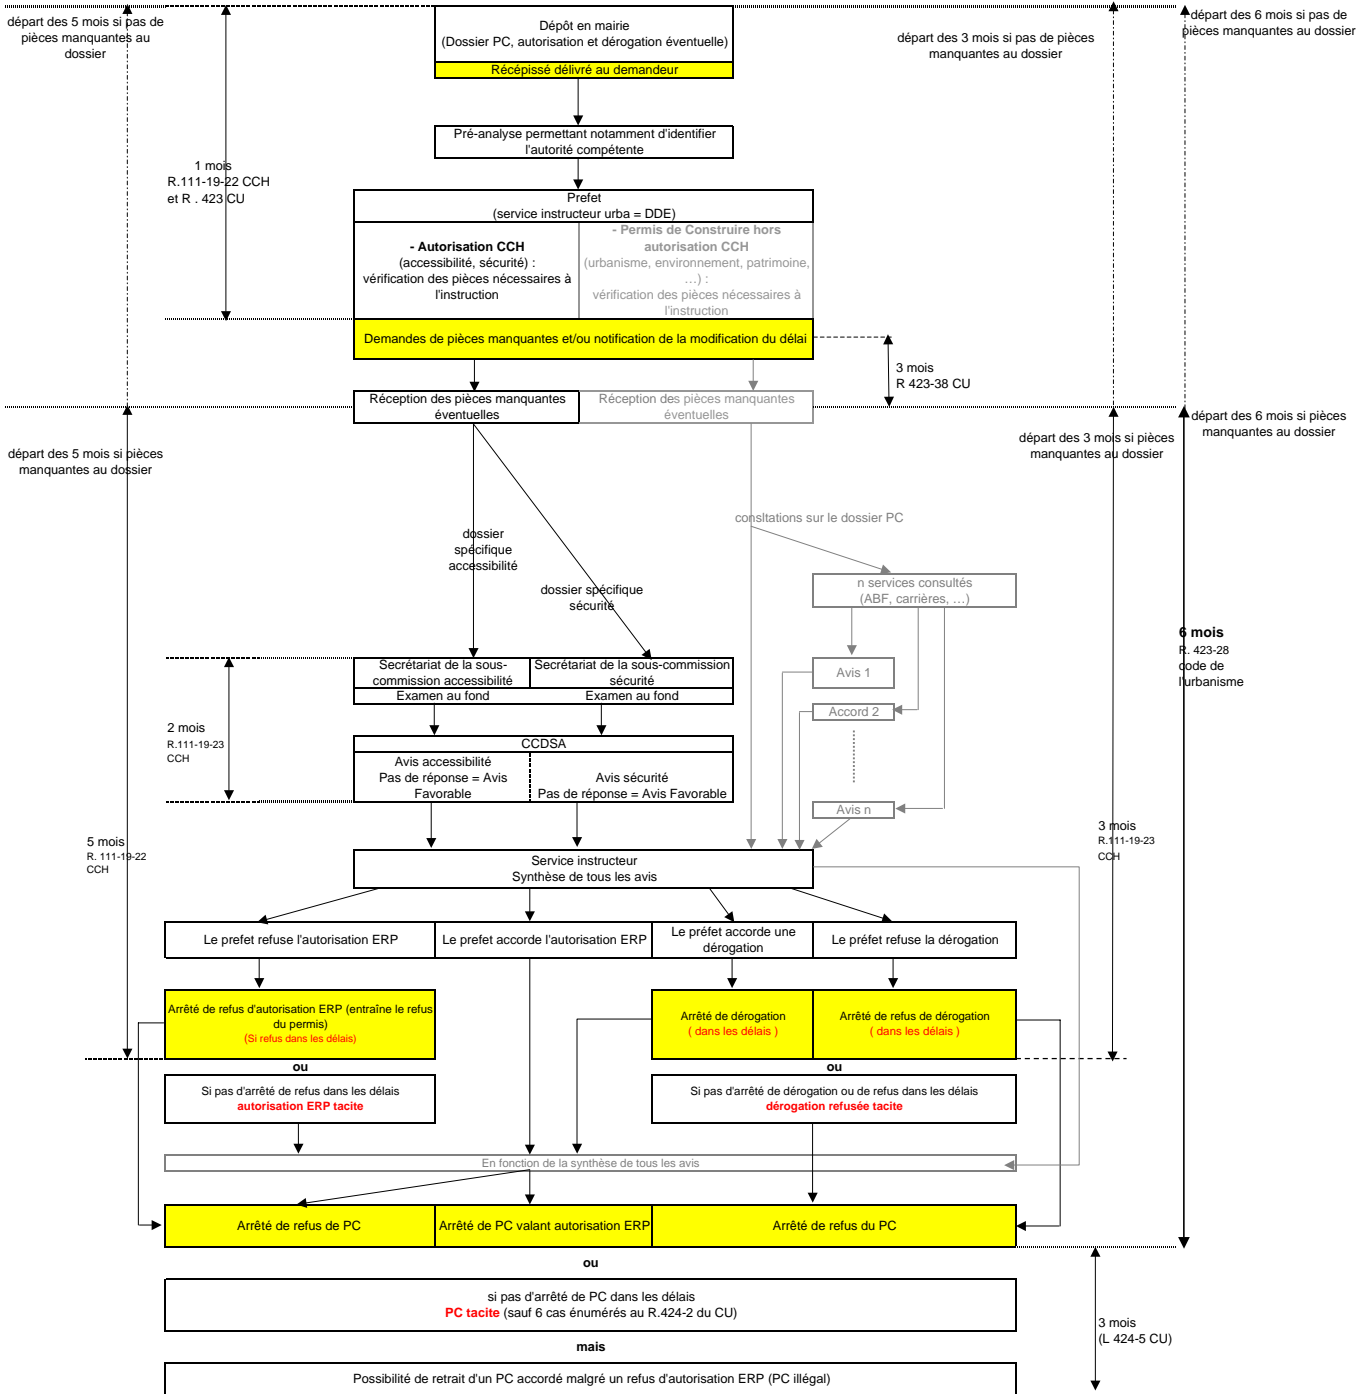 départ des 5 mois si pas de
pièces manquantes au
dossier
Dépôt en mairie
(Dossier PC, autorisation et dérogation éventuelle)
Récépissé délivré au demandeur
départ des 3 mois si pas de pièces
manquantes au dossier
départ des 6 mois si pas de
pièces manquantes au dossier
Pré-analyse permettant notamment d'identifier
l'autorité compétente
1 mois
R.111-19-22 CCH
et R . 423 CU
Prefet
(service instructeur urba = DDE)
- Autorisation CCH
(accessibilité, sécurité) :
vérification des pièces nécessaires à
l'instruction
- Permis de Construire hors
autorisation CCH
(urbanisme, environnement, patrimoine,
…) :
vérification des pièces nécessaires à
l'instruction
Demandes de pièces manquantes et/ou notification de la modification du délai
3 mois
R 423-38 CU
Réception des pièces manquantes
éventuelles
Réception des pièces manquantes
éventuelles
départ des 5 mois si pièces
manquantes au dossier
départ des 3 mois si pièces
manquantes au dossier
départ des 6 mois si pièces
manquantes au dossier
consltations sur le dossier PC
dossier
spécifique
accessibilité
dossier spécifique
sécurité
n services consultés
(ABF, carrières, …)
6 mois
R. 423-28
code de
l'urbanisme
Secrétariat de la sous-
commission accessibilité
Secrétariat de la sous-commission
sécurité
Examen au fond
Examen au fond
Avis 1
Accord 2
Avis n
2 mois
R.111-19-23
CCH
CCDSA
Avis accessibilité
Pas de réponse = Avis
Favorable
Avis sécurité
Pas de réponse = Avis Favorable
5 mois
R. 111-19-22
CCH
3 mois
R.111-19-23
CCH
Service instructeur
Synthèse de tous les avis
Le prefet refuse l'autorisation ERP
Le prefet accorde l'autorisation ERP
Le préfet accorde une
dérogation
Le préfet refuse la dérogation
Arrêté de refus d'autorisation ERP (entraîne le refus
du permis)
(Si refus dans les délais)
Arrêté de dérogation
( dans les délais )
Arrêté de refus de dérogation
( dans les délais )
ou
ou
Si pas d'arrêté de refus dans les délais
autorisation ERP tacite
Si pas d'arrêté de dérogation ou de refus dans les délais
dérogation refusée tacite
En fonction de la synthèse de tous les avis
Arrêté de refus de PC
Arrêté de PC valant autorisation ERP
Arrêté de refus du PC
ou
si pas d'arrêté de PC dans les délais
PC tacite (sauf 6 cas énumérés au R.424-2 du CU)
3 mois
(L 424-5 CU)
mais
Possibilité de retrait d'un PC accordé malgré un refus d'autorisation ERP (PC illégal)